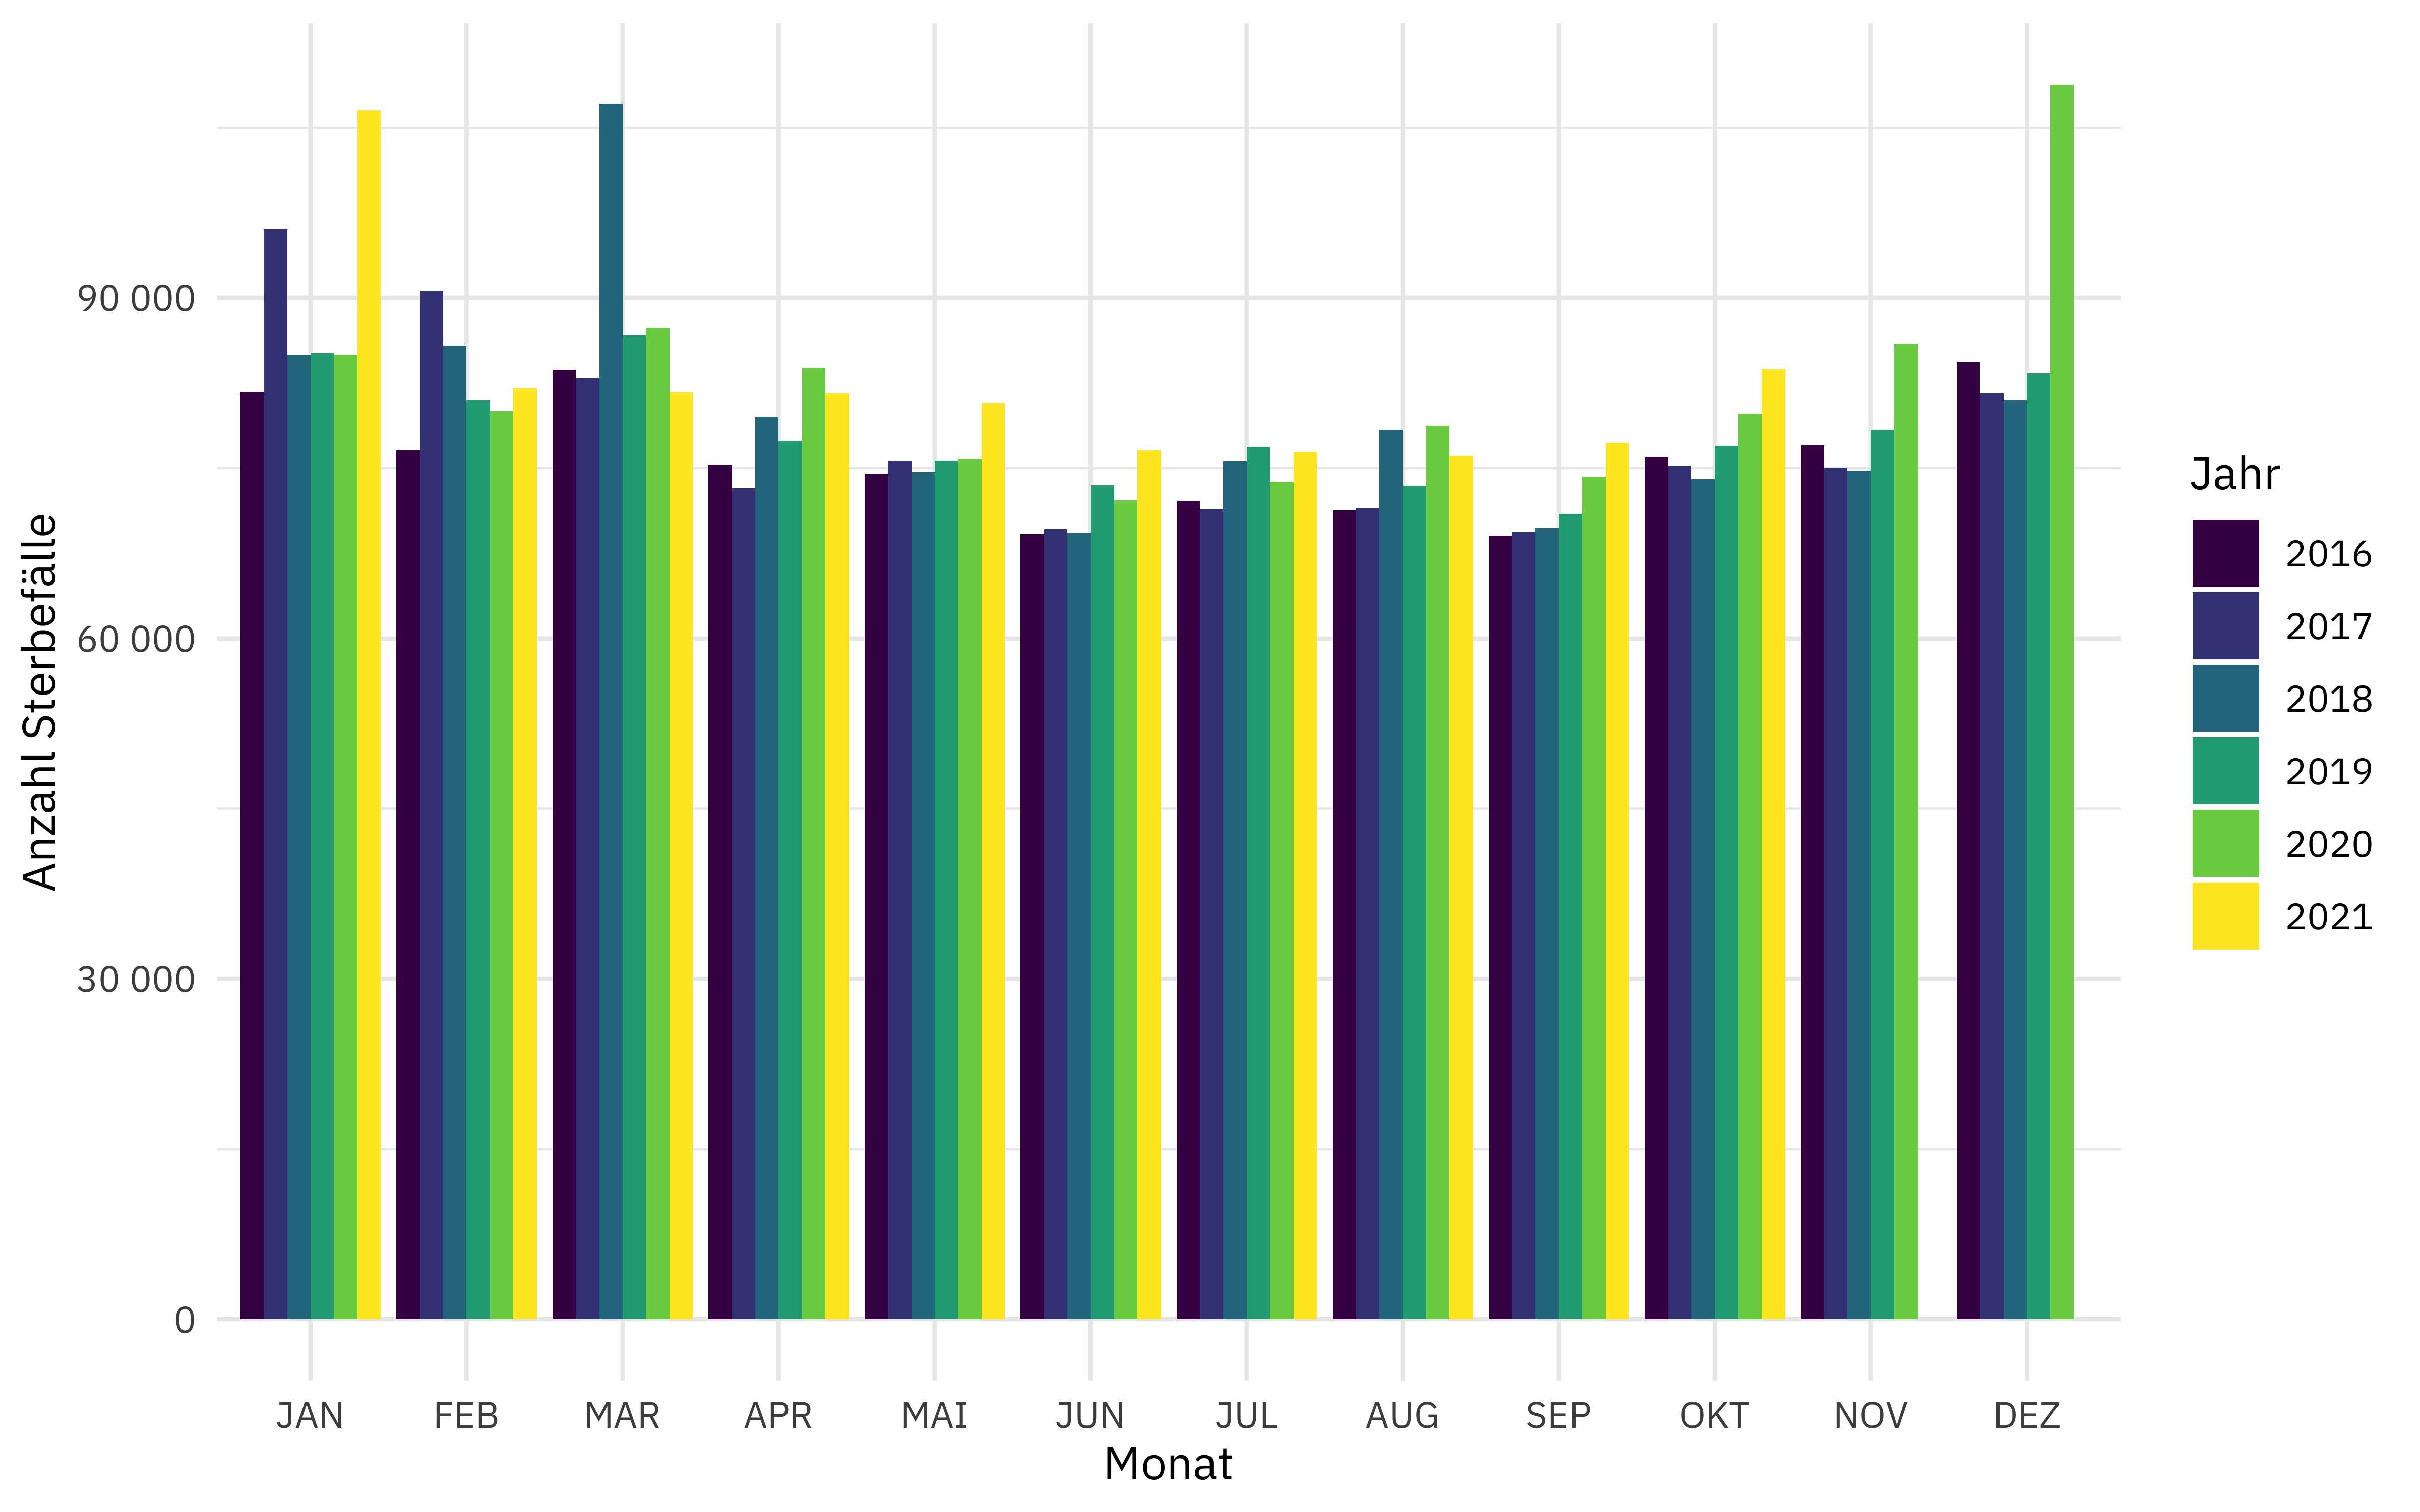 Anzahl Sterbefälle
90 000
60 000
30 000
0
JAN FEB MAR APR MAI JUN JUL AUG SEP OKT NOV DEZ
Monat
Jahr
2016
2017
2018
2019
2020
2021